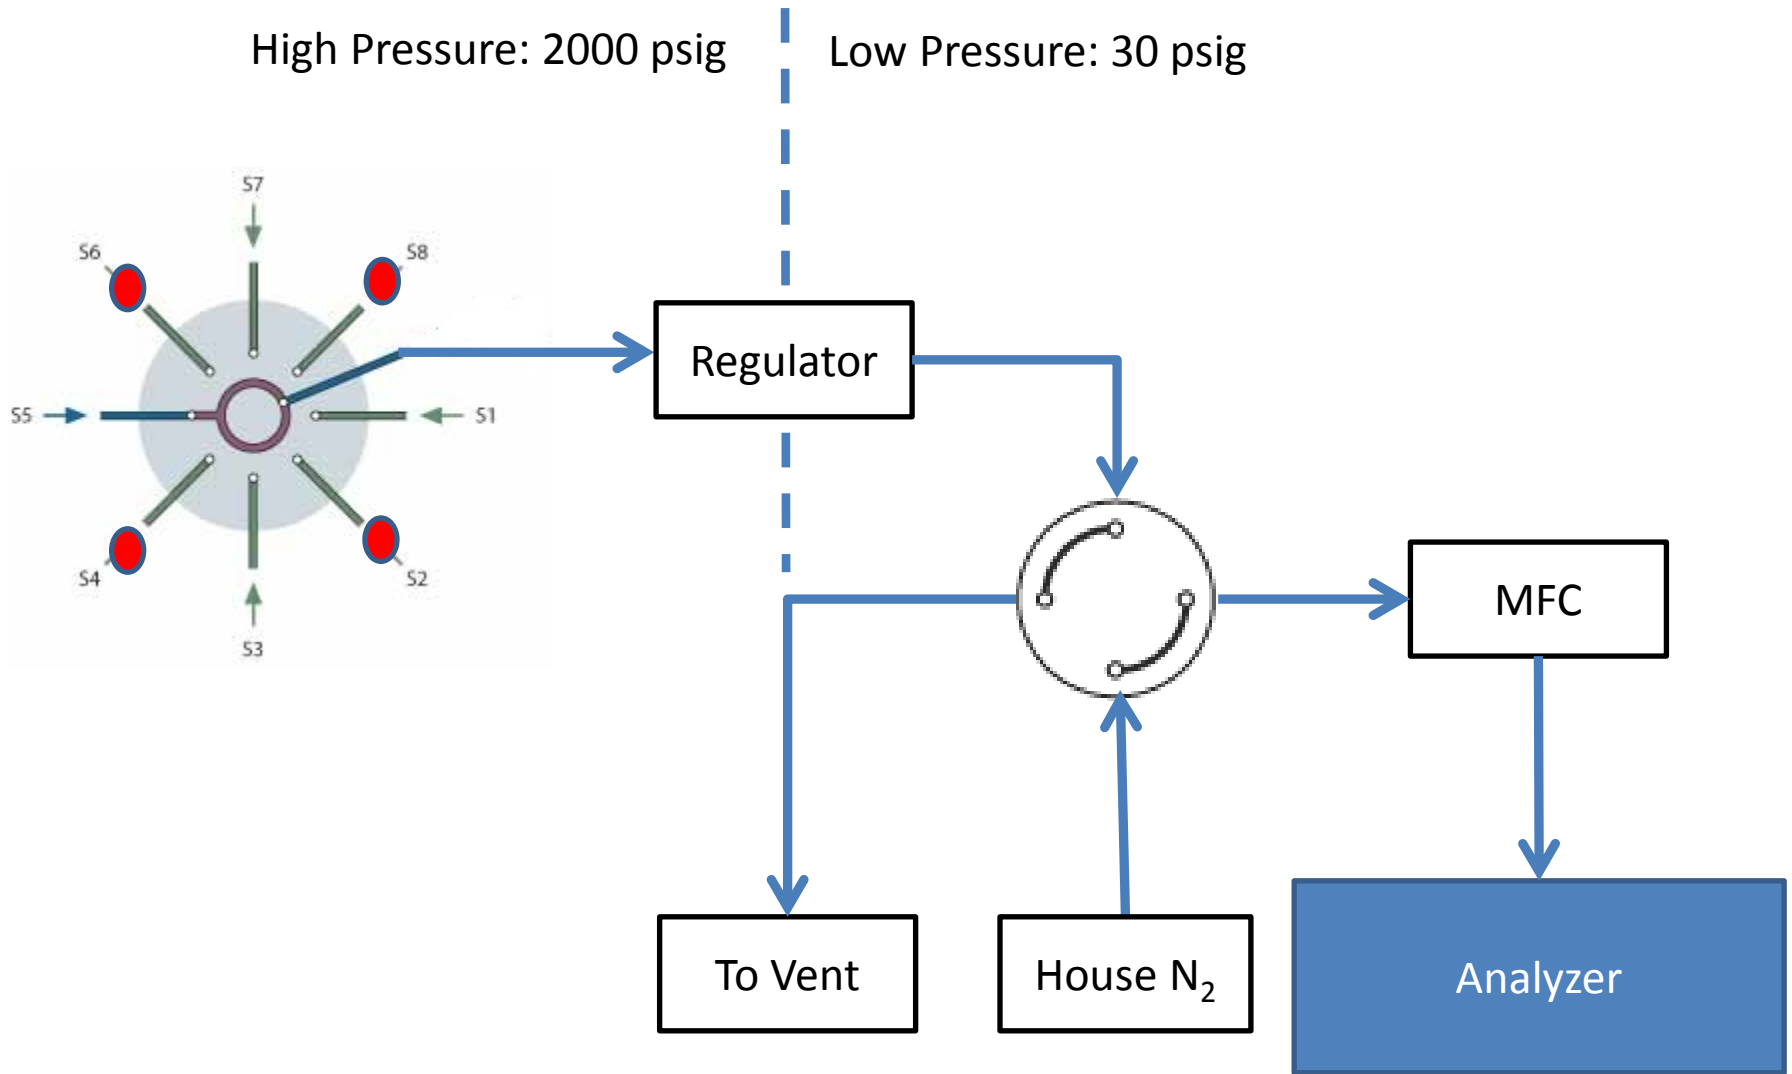 High Pressure: 2000 psig
Low Pressure: 30 psig
S7
S6
S8
Regulator
S5
S1
S4
S2
MFC
S3
To Vent
House N₂
Analyzer